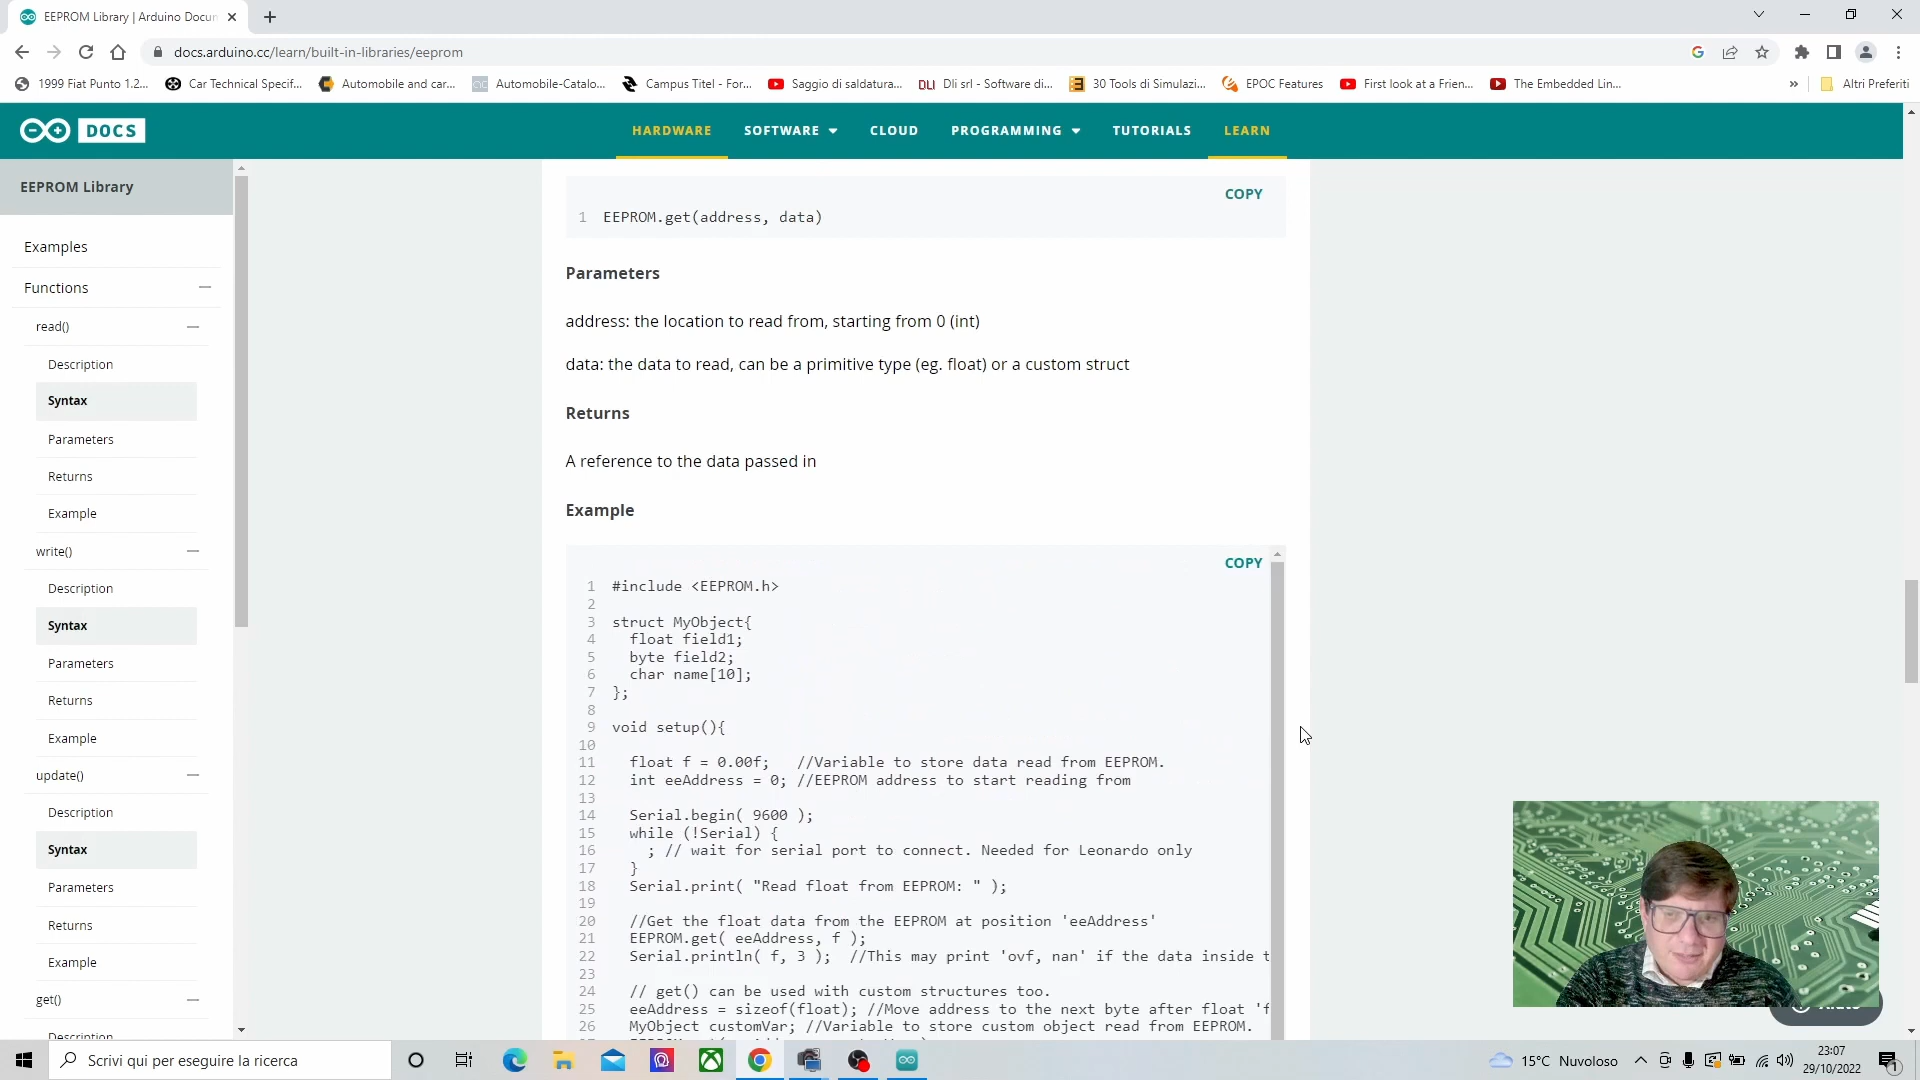 EEPROM Library | Arduino Docum
docs.arduino.cc/learn/built-in-libraries/eeprom
1999 Fiat Punto 1.2...
Car Technical Specif...
Automobile and car...
Automobile-Catalo...
Campus Titel - For...
Saggio di saldatura...
DLI
Dli srl - Software di...
30 Tools di Simulazi...
EPOC Features
First look at a Frien...
The Embedded Lin...
»
Altri Preferiti
DOCS
HARDWARE
SOFTWARE
CLOUD
PROGRAMMING
TUTORIALS
LEARN
EEPROM Library
Examples
Functions
read()
Description
Syntax
Parameters
Returns
Example
write()
Description
Syntax
Parameters
Returns
Example
update()
Description
Syntax
Parameters
Returns
Example
get()
Description
COPY
1 EEPROM.get(address, data)
Parameters
address: the location to read from, starting from 0 (int)
data: the data to read, can be a primitive type (eg. float) or a custom struct
Returns
A reference to the data passed in
Example
COPY
1 #include <EEPROM.h>
2
3 struct MyObject{
4 float field1;
5 byte field2;
6 char name[10];
7 };
8
9 void setup(){
10
11 float f = 0.00f; //Variable to store data read from EEPROM.
12 int eeAddress = 0; //EEPROM address to start reading from
13
14 Serial.begin( 9600 );
15 while (!Serial) {
16 ; // wait for serial port to connect. Needed for Leonardo only
17 }
18 Serial.print( "Read float from EEPROM: " );
19
20 //Get the float data from the EEPROM at position 'eeAddress'
21 EEPROM.get( eeAddress, f );
22 Serial.println( f, 3 ); //This may print 'ovf, nan' if the data inside t
23
24 // get() can be used with custom structures too.
25 eeAddress = sizeof(float); //Move address to the next byte after float 'f
26 MyObject customVar; //Variable to store custom object read from EEPROM.
Scrivi qui per eseguire la ricerca
15°C Nuvoloso
23:07
29/10/2022
1